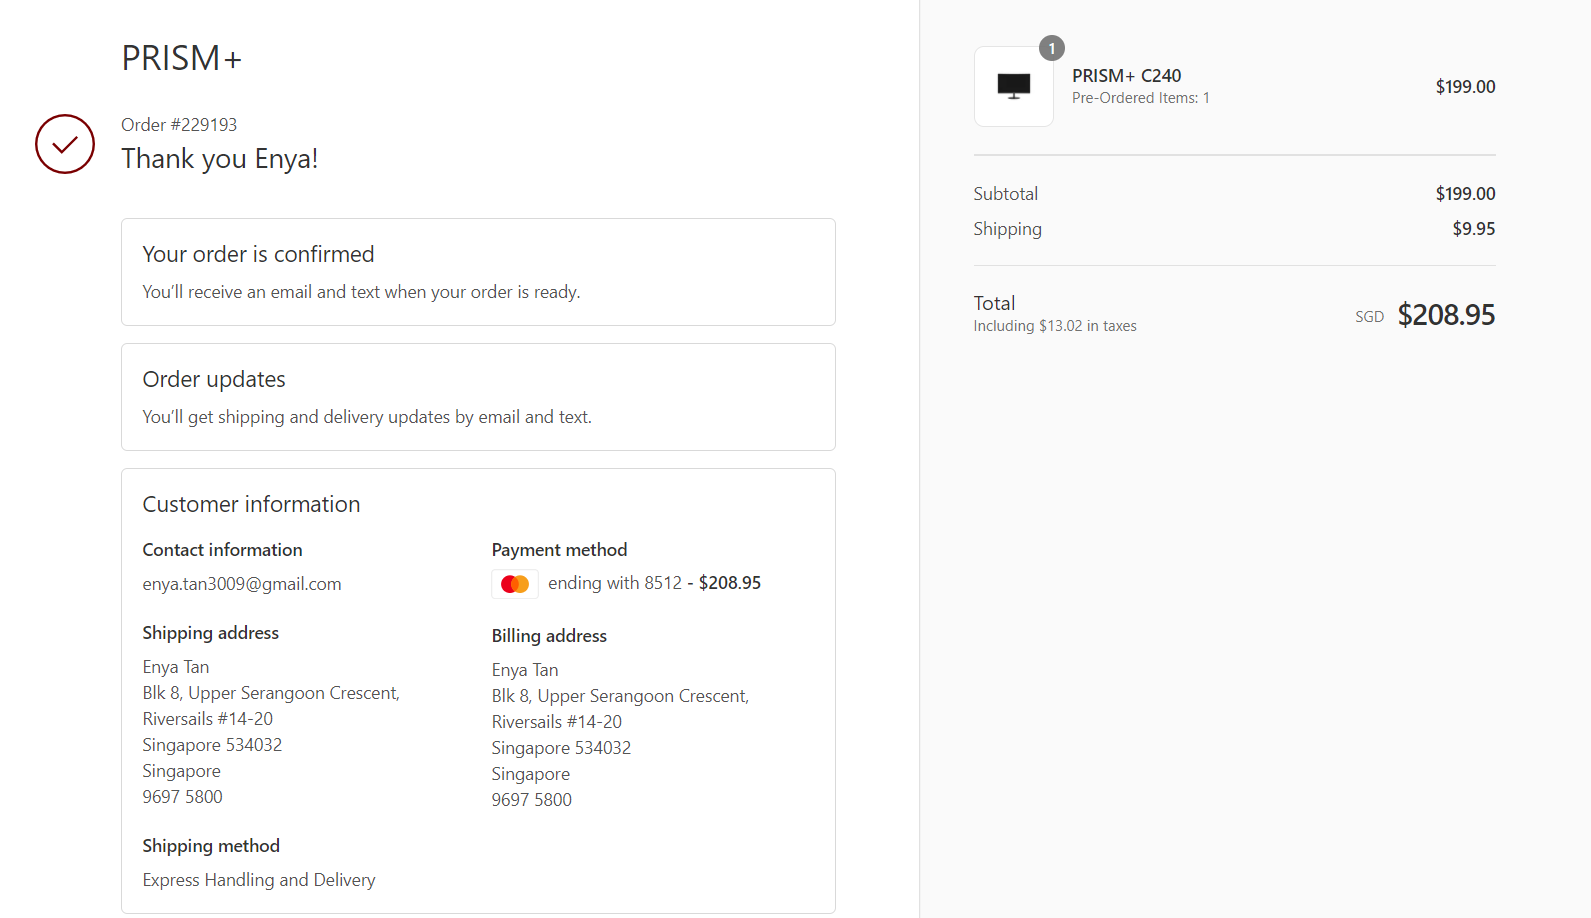 PRISM+
Order #229193
Thank you Enya!
Your order is confirmed
You’ll receive an email and text when your order is ready.
Order updates
You’ll get shipping and delivery updates by email and text.
Customer information
Contact information
enya.tan3009@gmail.com
Payment method
ending with 8512 - $208.95
Shipping address
Enya Tan
Blk 8, Upper Serangoon Crescent,
Riversails #14-20
Singapore 534032
Singapore
9697 5800
Billing address
Enya Tan
Blk 8, Upper Serangoon Crescent,
Riversails #14-20
Singapore 534032
Singapore
9697 5800
Shipping method
Express Handling and Delivery
1
PRISM+ C240
Pre-Ordered Items: 1
$199.00
Subtotal $199.00
Shipping $9.95
Total
Including $13.02 in taxes
SGD $208.95